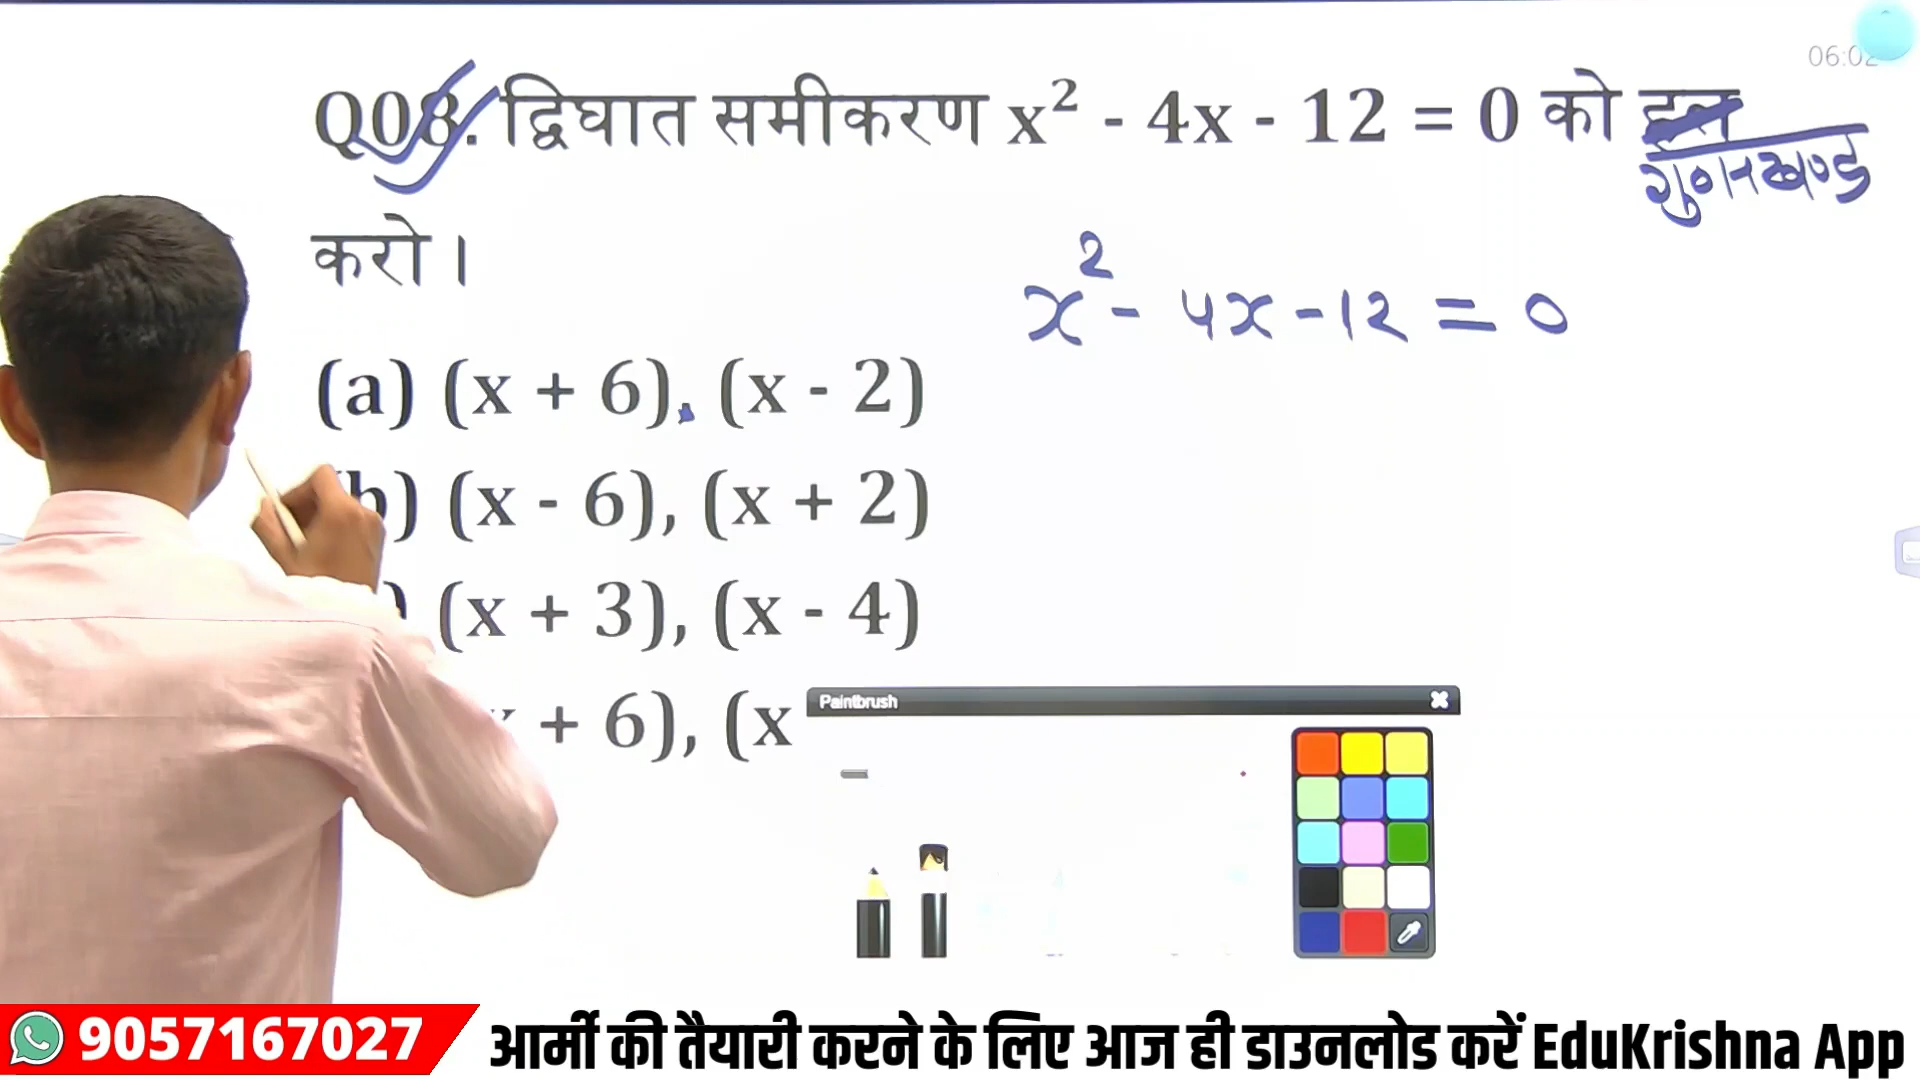 06:02
Q08. द्विघात समीकरण x² - 4x - 12 = 0 को हल
गुणनखण्ड
करो।
x² - 4x - 12 = 0
(a) (x + 6), (x - 2)
b) (x - 6), (x + 2)
) (x + 3), (x - 4)
+ 6), (x
Paintbrush
9057167027
आर्मी की तैयारी करने के लिए आज ही डाउनलोड करें EduKrishna App